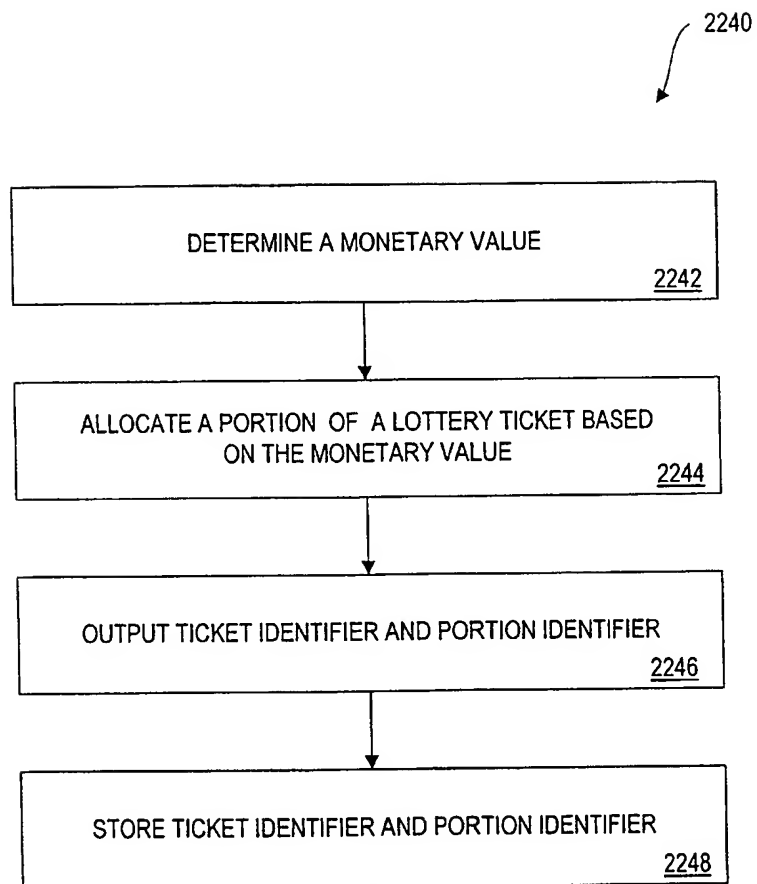 2240
DETERMINE A MONETARY VALUE
2242
ALLOCATE A PORTION OF A LOTTERY TICKET BASED
ON THE MONETARY VALUE
2244
OUTPUT TICKET IDENTIFIER AND PORTION IDENTIFIER
2246
STORE TICKET IDENTIFIER AND PORTION IDENTIFIER
2248